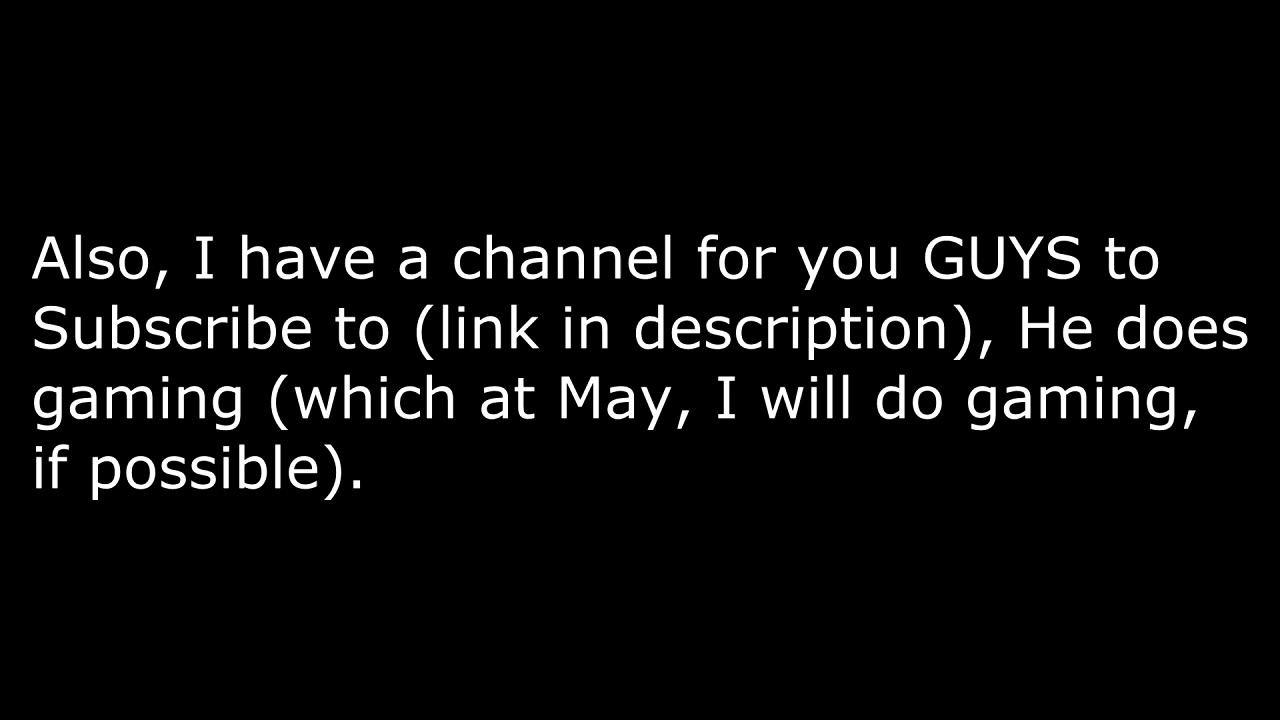 Also, I have a channel for you GUYS to
Subscribe to (link in description), He does
gaming (which at May, I will do gaming,
if possible).